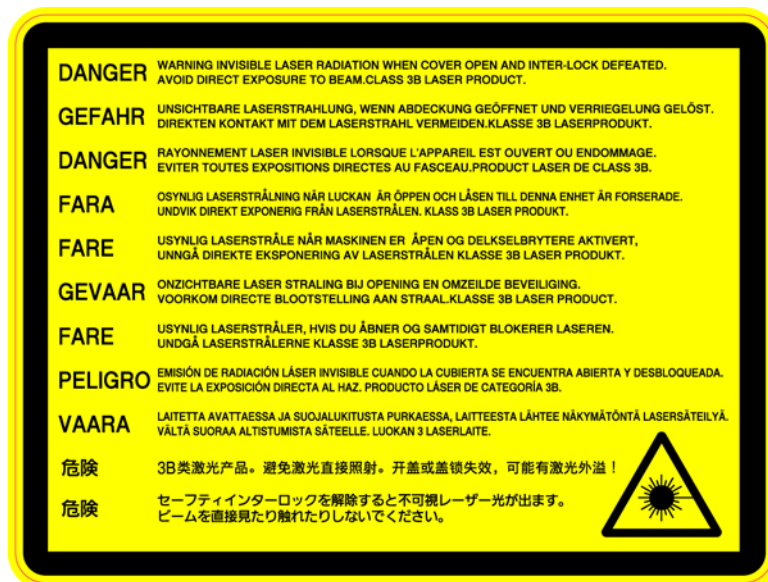 DANGER WARNING INVISIBLE LASER RADIATION WHEN COVER OPEN AND INTER-LOCK DEFEATED.
AVOID DIRECT EXPOSURE TO BEAM.CLASS 3B LASER PRODUCT.
GEFAHR UNSICHTBARE LASERSTRAHLUNG, WENN ABDECKUNG GEÖFFNET UND VERRIEGELUNG GELÖST.
DIREKTEN KONTAKT MIT DEM LASERSTRAHL VERMEIDEN.KLASSE 3B LASERPRODUKT.
DANGER RAYONNEMENT LASER INVISIBLE LORSQUE L'APPAREIL EST OUVERT OU ENDOMMAGE.
EVITER TOUTES EXPOSITIONS DIRECTES AU FASCEAU.PRODUCT LASER DE CLASS 3B.
FARA OSYNLIG LASERSTRÅLNING NÄR LUCKAN ÄR ÖPPEN OCH LÅSEN TILL DENNA ENHET ÄR FORSERADE.
UNDVIK DIREKT EXPONERIG FRÅN LASERSTRÅLEN. KLASS 3B LASER PRODUKT.
FARE USYNLIG LASERSTRÅLE NÅR MASKINEN ER ÅPEN OG DELKSELBRYTERE AKTIVERT,
UNNGÅ DIREKTE EKSPONERING AV LASERSTRÅLEN KLASSE 3B LASER PRODUKT.
GEVAAR ONZICHTBARE LASER STRALING BIJ OPENING EN OMZEILDE BEVEILIGING.
VOORKOM DIRECTE BLOOTSTELLING AAN STRAAL.KLASSE 3B LASER PRODUCT.
FARE USYNLIG LASERSTRÅLER, HVIS DU ÅBNER OG SAMTIDIGT BLOKERER LASEREN.
UNDGÅ LASERSTRÅLERNE KLASSE 3B LASERPRODUKT.
PELIGRO EMISIÓN DE RADIACIÓN LÁSER INVISIBLE CUANDO LA CUBIERTA SE ENCUENTRA ABIERTA Y DESBLOQUEADA.
EVITE LA EXPOSICIÓN DIRECTA AL HAZ. PRODUCTO LÁSER DE CATEGORÍA 3B.
VAARA LAITETTA AVATTAESSA JA SUOJALUKITUSTA PURKAESSA, LAITTEESTA LÄHTEE NÄKYMÄTÖNTÄ LASERSÄTEILYÄ.
VÄLTÄ SUORAA ALTISTUMISTA SÄTEELLE. LUOKAN 3 LASERLAITE.
危険 3B类激光产品。避免激光直接照射。开盖或盖锁失效，可能有激光外溢！
危険 セーフティインターロックを解除すると不可視レーザー光が出ます。
ビームを直接見たり触れたりしないでください。